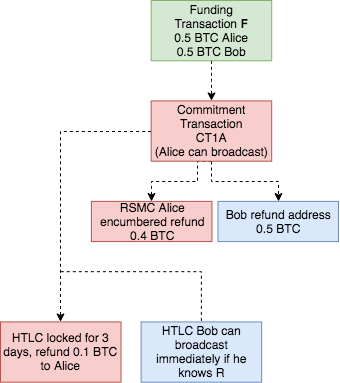 Funding
Transaction F
0.5 BTC Alice
0.5 BTC Bob
Commitment
Transaction
CT1A
(Alice can broadcast)
RSMC Alice
encumbered refund
0.4 BTC
Bob refund address
0.5 BTC
HTLC locked for 3
days, refund 0.1 BTC
to Alice
HTLC Bob can
broadcast
immediately if he
knows R